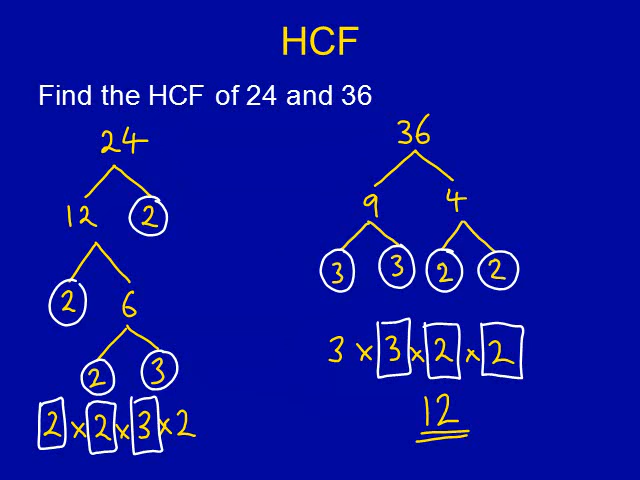 HCF
Find the HCF of 24 and 36
24
12 2
2 6
2 3
2 × 2 × 3 × 2
36
9 4
3 3 2 2
3 × 3 × 2 × 2
12